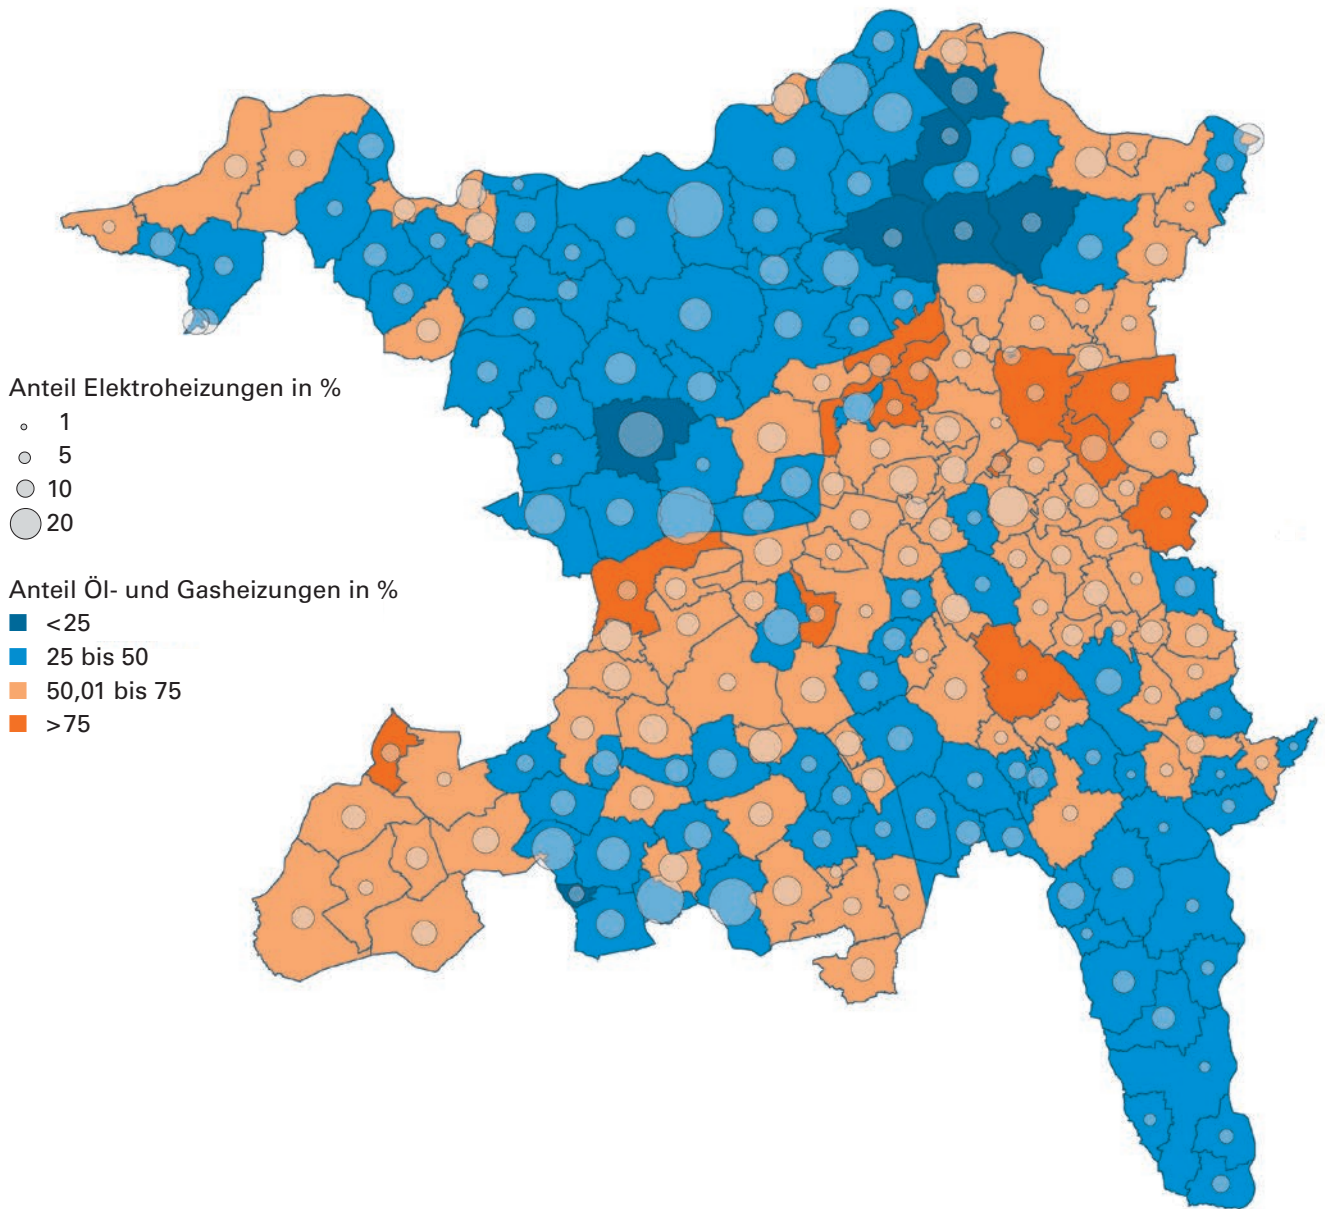 Anteil Elektroheizungen in %
1
5
10
20
Anteil Öl- und Gasheizungen in %
<25
25 bis 50
50,01 bis 75
>75